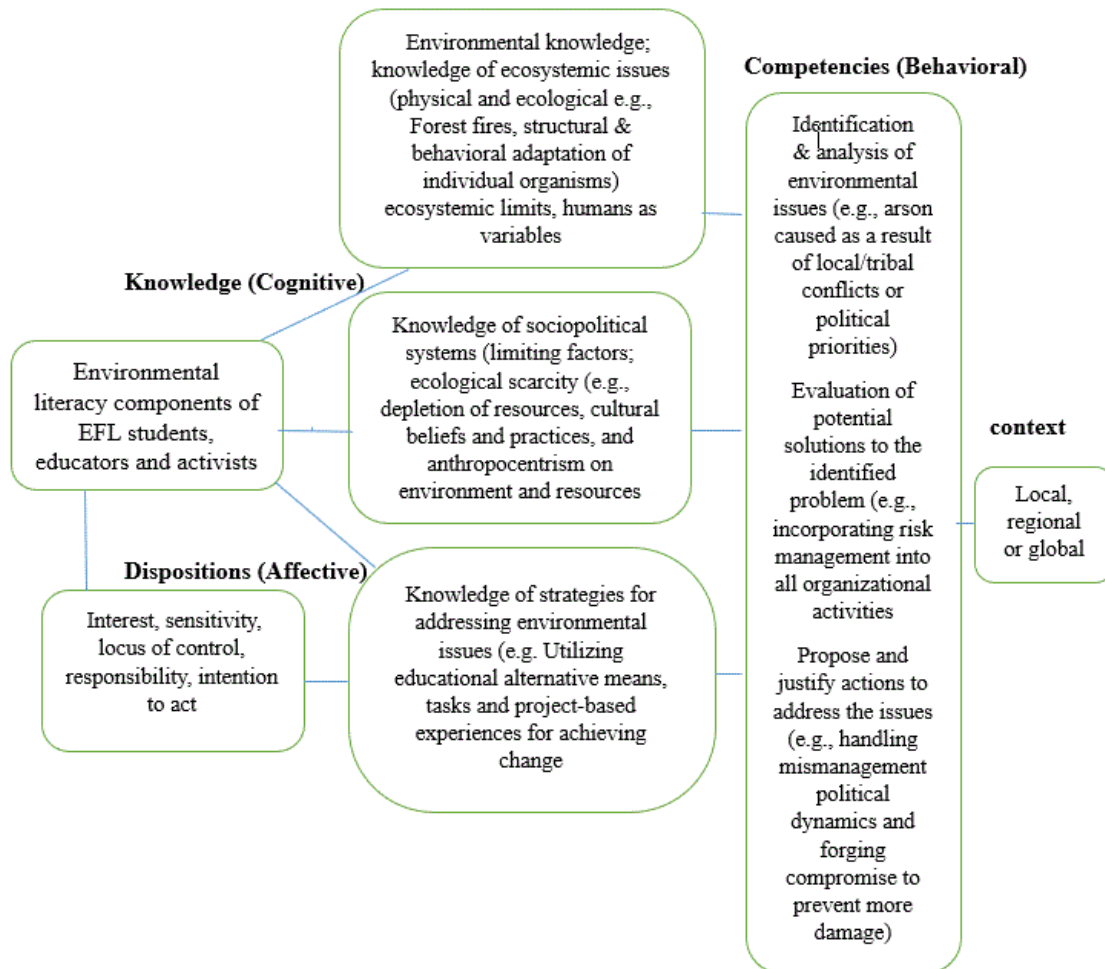 Environmental knowledge;
knowledge of ecosystemic issues
(physical and ecological e.g.,
Forest fires, structural &
behavioral adaptation of
individual organisms)
ecosystemic limits, humans as
variables
Knowledge (Cognitive)
Knowledge of sociopolitical
systems (limiting factors;
ecological scarcity (e.g.,
depletion of resources, cultural
beliefs and practices, and
anthropocentrism on
environment and resources
Environmental
literacy components of
EFL students,
educators and activists
Dispositions (Affective)
Interest, sensitivity,
locus of control,
responsibility, intention
to act
Knowledge of strategies for
addressing environmental
issues (e.g. Utilizing
educational alternative means,
tasks and project-based
experiences for achieving
change
Competencies (Behavioral)
Identification
& analysis of
environmental
issues (e.g., arson
caused as a result
of local/tribal
conflicts or
political
priorities)
Evaluation of
potential
solutions to the
identified
problem (e.g.,
incorporating risk
management into
all organizational
activities
Propose and
justify actions to
address the issues
(e.g., handling
mismanagement
political
dynamics and
forging
compromise to
prevent more
damage)
context
Local,
regional
or global